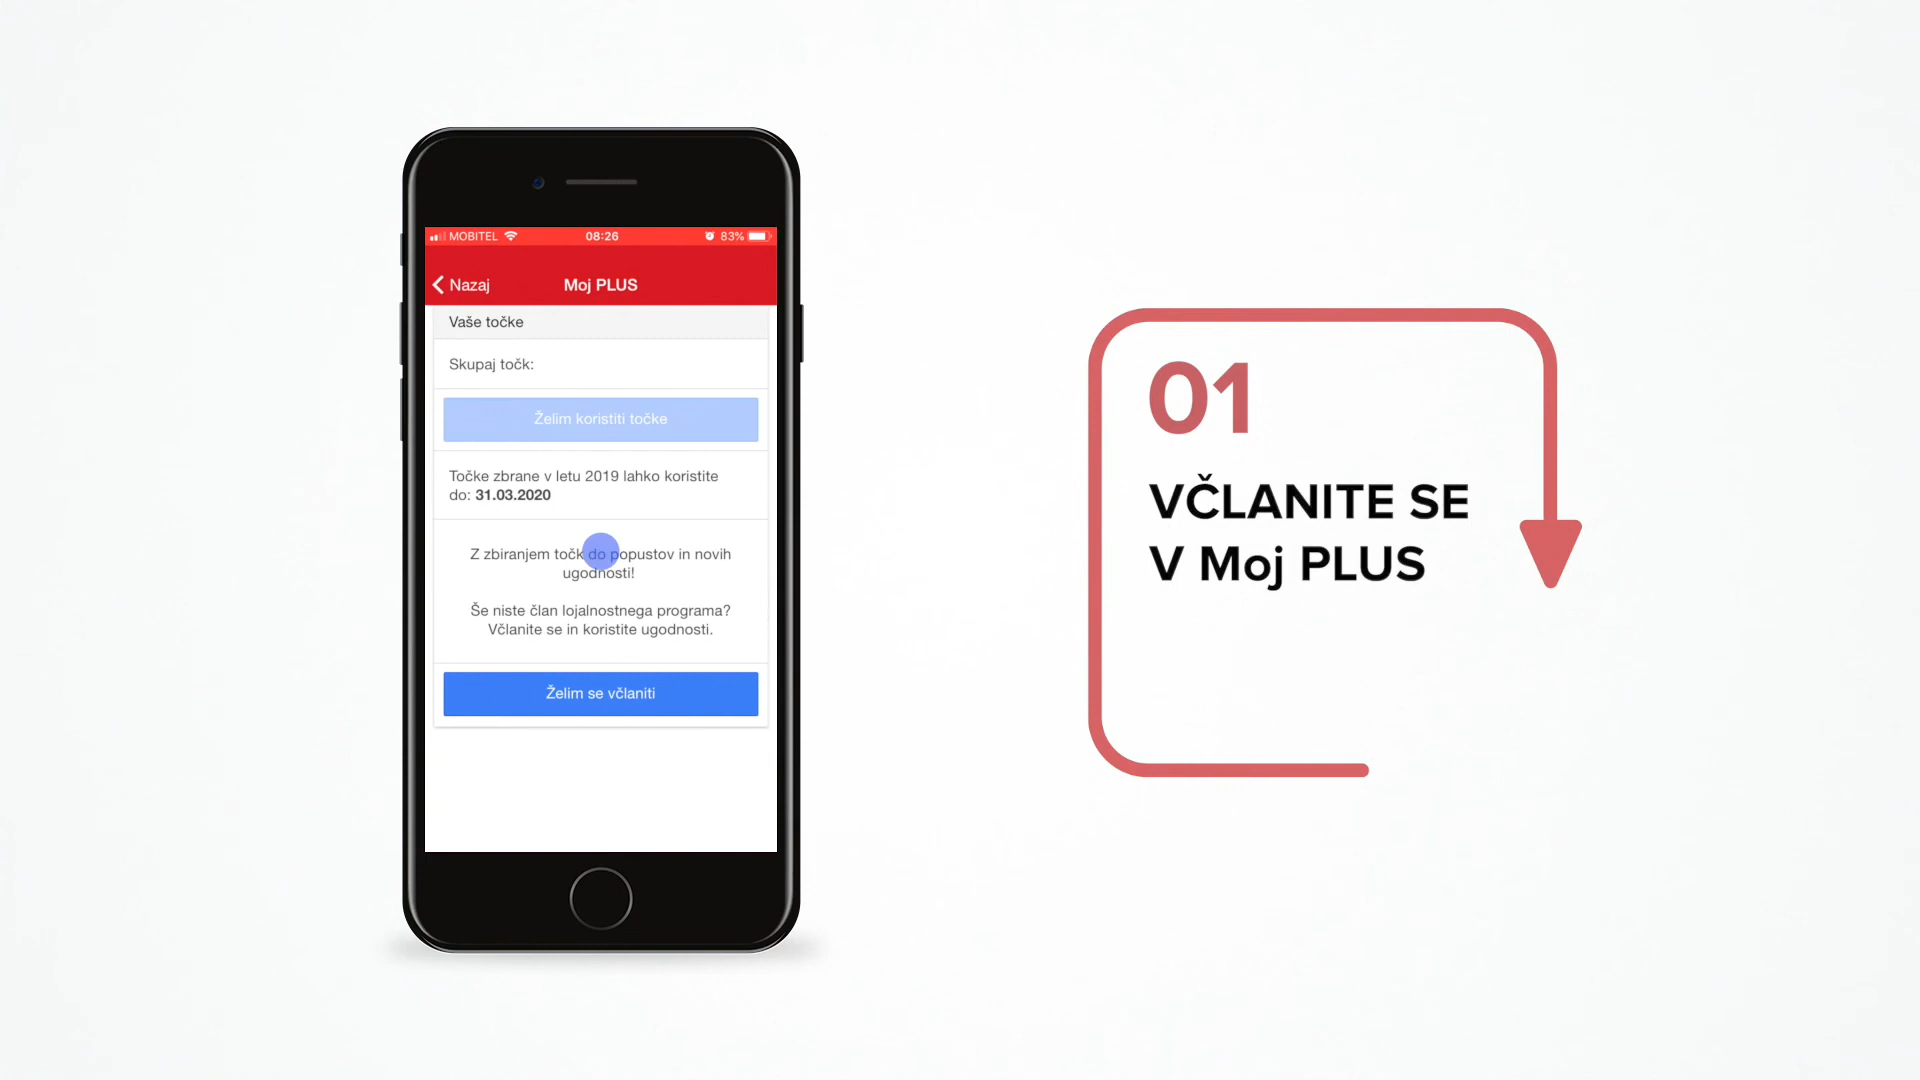 MOBITEL
08:26
83%
Nazaj
Moj PLUS
Vaše točke
Skupaj točk:
Želim koristiti točke
Točke zbrane v letu 2019 lahko koristite
do: 31.03.2020
Z zbiranjem točk do popustov in novih
ugodnosti!
Še niste član lojalnostnega programa?
Včlanite se in koristite ugodnosti.
Želim se včlaniti
01
VČLANITE SE
V Moj PLUS